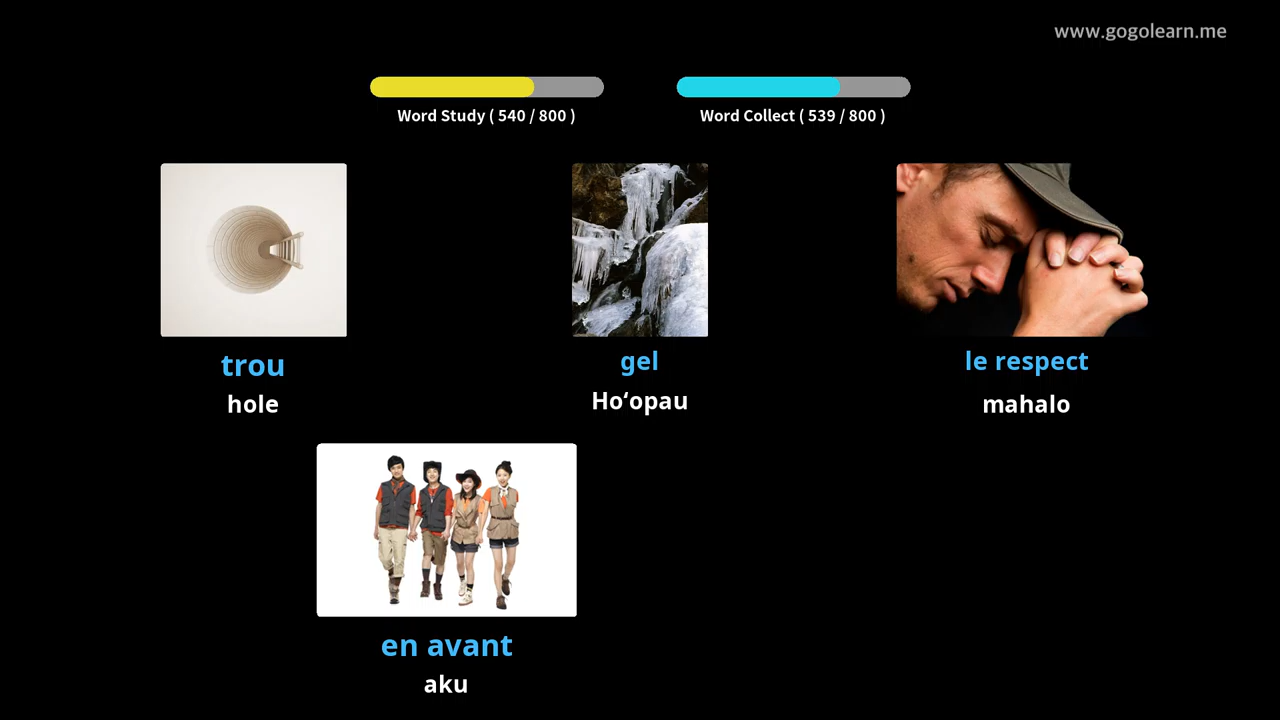 www.gogolearn.me
Word Study ( 540 / 800 )
Word Collect ( 539 / 800 )
trou
hole
gel
Hoʻopau
le respect
mahalo
en avant
aku